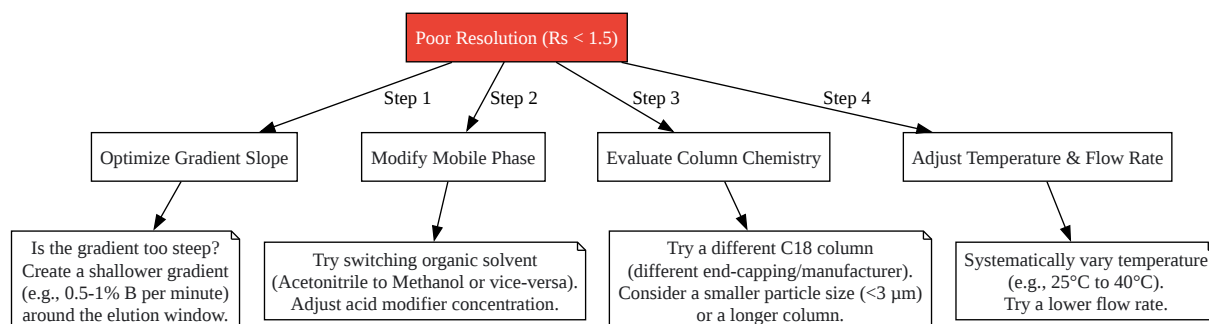 Poor Resolution (Rs < 1.5)
Step 1
Step 2
Step 3
Step 4
Optimize Gradient Slope
Modify Mobile Phase
Evaluate Column Chemistry
Adjust Temperature & Flow Rate
Is the gradient too steep?
Create a shallower gradient
(e.g., 0.5-1% B per minute)
around the elution window.
Try switching organic solvent
(Acetonitrile to Methanol or vice-versa).
Adjust acid modifier concentration.
Try a different C18 column
(different end-capping/manufacturer).
Consider a smaller particle size (<3 µm)
or a longer column.
Systematically vary temperature
(e.g., 25°C to 40°C).
Try a lower flow rate.